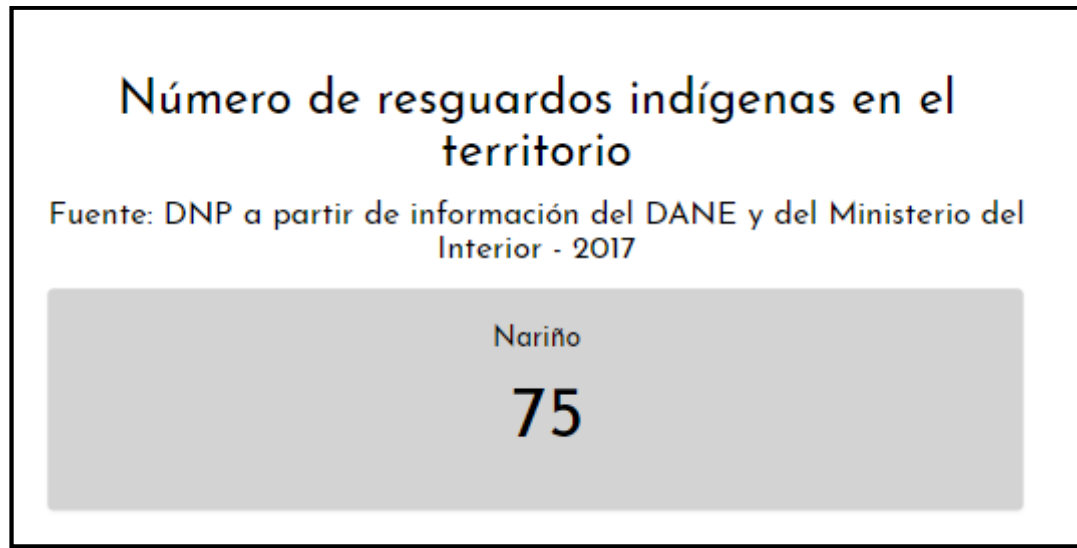 Número de resguardos indígenas en el
territorio
Fuente: DNP a partir de información del DANE y del Ministerio del
Interior - 2017
Nariño
75